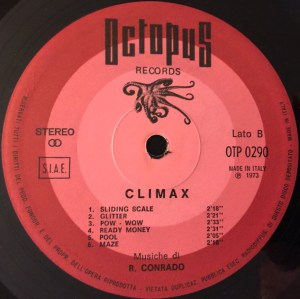 Octopus
RECORDS
STEREO
Lato B
OTP 0290
S.I.A.E.
MADE IN ITALY
℗ 1973
CLIMAX
1. SLIDING SCALE 2'18"
2. GLITTER 2'21"
3. POW - WOW 2'33"
4. READY MONEY 2'31"
5. POOL 2'05"
6. MAZE 2'18"
Musiche di
R. CONRADO